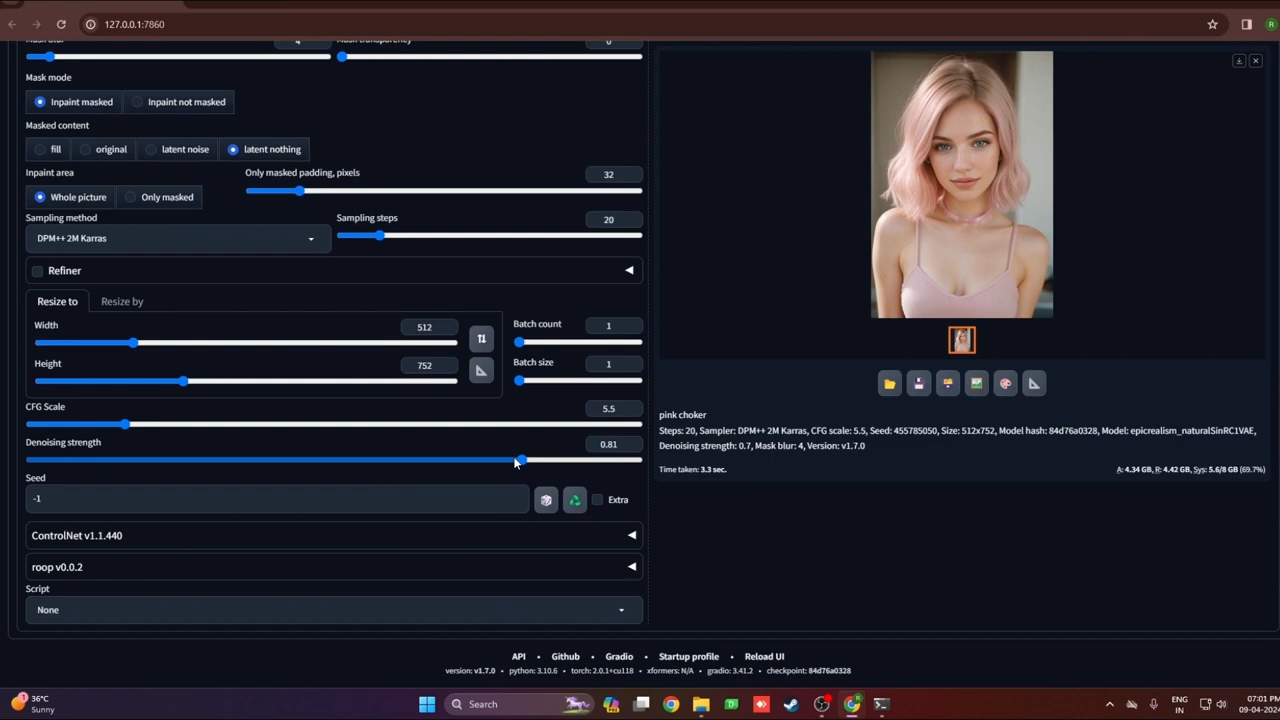 127.0.0.1:7860
R
Mask blur
4
Mask transparency
0
Mask mode
Inpaint masked
Inpaint not masked
Masked content
fill
original
latent noise
latent nothing
Inpaint area
Whole picture
Only masked
Only masked padding, pixels
32
Sampling method
DPM++ 2M Karras
Sampling steps
20
Refiner
Resize to
Resize by
Width
512
Height
752
Batch count
1
Batch size
1
CFG Scale
5.5
Denoising strength
0.81
Seed
-1
Extra
ControlNet v1.1.440
roop v0.0.2
Script
None
pink choker
Steps: 20, Sampler: DPM++ 2M Karras, CFG scale: 5.5, Seed: 455785050, Size: 512x752, Model hash: 84d76a0328, Model: epicrealism_naturalSinRC1VAE,
Denoising strength: 0.7, Mask blur: 4, Version: v1.7.0
Time taken: 3.3 sec.
A: 4.34 GB, R: 4.42 GB, Sys: 5.6/8 GB (69.7%)
API • Github • Gradio • Startup profile • Reload UI
version: v1.7.0 • python: 3.10.6 • torch: 2.0.1+cu118 • xformers: N/A • gradio: 3.41.2 • checkpoint: 84d76a0328
1
36°C
Sunny
Search
ENG
IN
07:01 PM
09-04-2024